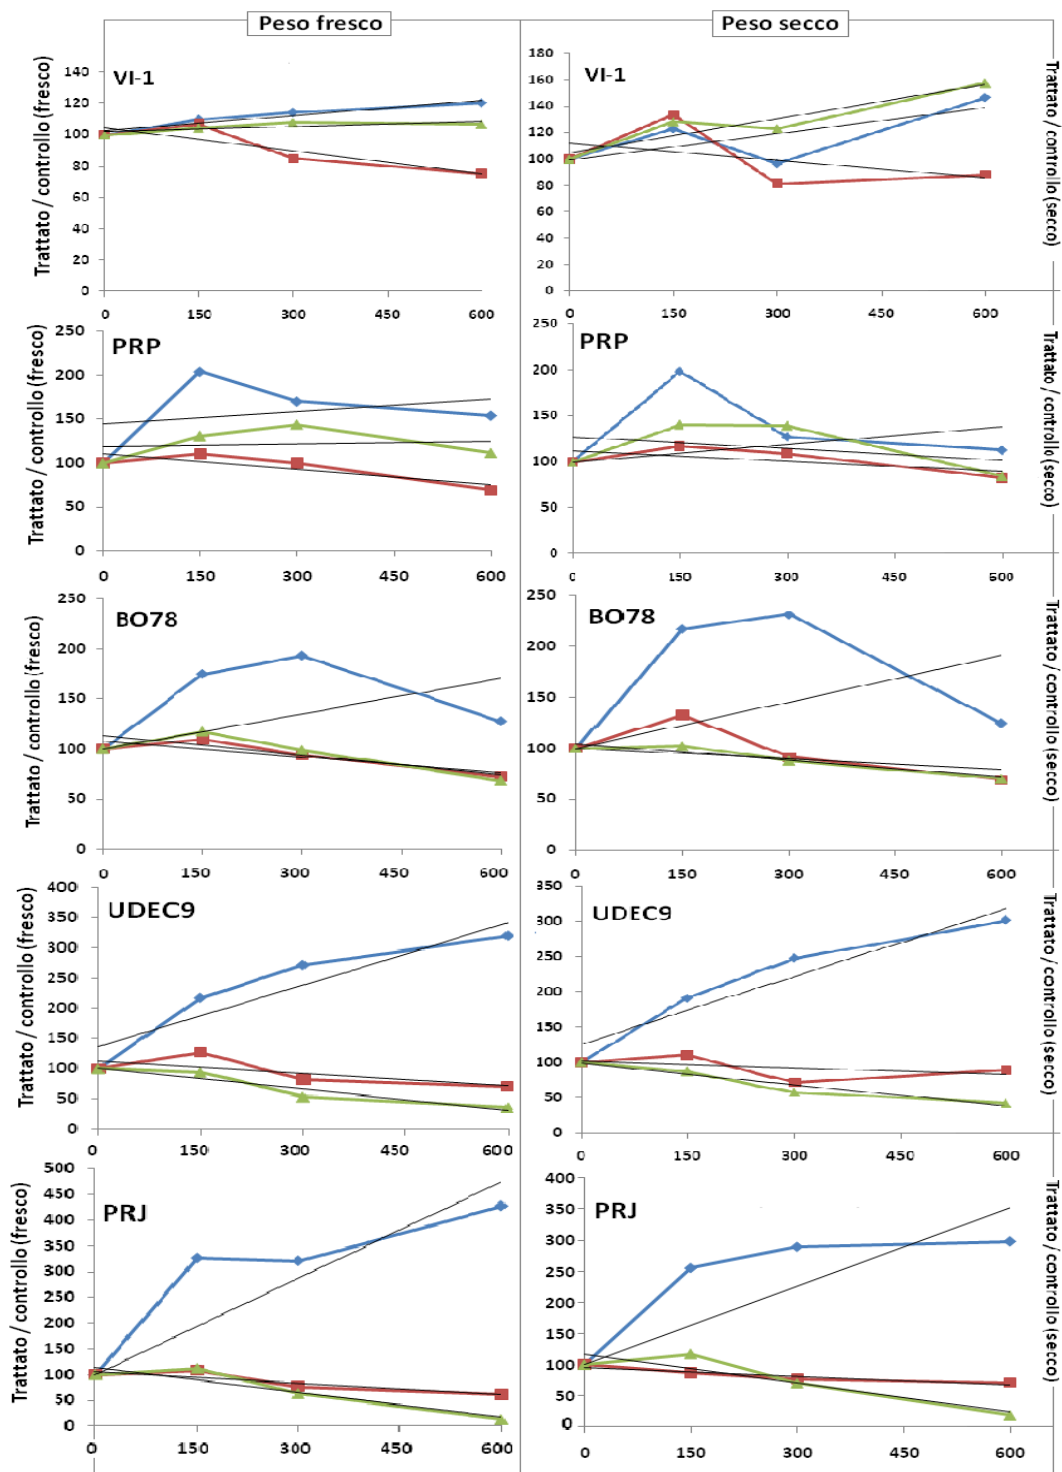 Peso fresco
Peso secco
VI-1
Trattato / controllo (fresco)
140
120
100
80
60
40
20
0
0 150 300 450 600
VI-1
Trattato / controllo (secco)
180
160
140
120
100
80
60
40
20
0
0 150 300 450 600
PRP
Trattato / controllo (fresco)
250
200
150
100
50
0
0 150 300 450 600
PRP
Trattato / controllo (secco)
250
200
150
100
50
0
0 150 300 450 600
BO78
Trattato / controllo (fresco)
250
200
150
100
50
0
0 150 300 450 600
BO78
Trattato / controllo (secco)
250
200
150
100
50
0
0 150 300 450 600
UDEC9
Trattato / controllo (fresco)
400
350
300
250
200
150
100
50
0
0 150 300 450 600
UDEC9
Trattato / controllo (secco)
350
300
250
200
150
100
50
0
0 150 300 450 600
PRJ
Trattato / controllo (fresco)
500
450
400
350
300
250
200
150
100
50
0
0 150 300 450 600
PRJ
Trattato / controllo (secco)
400
350
300
250
200
150
100
50
0
0 150 300 450 600